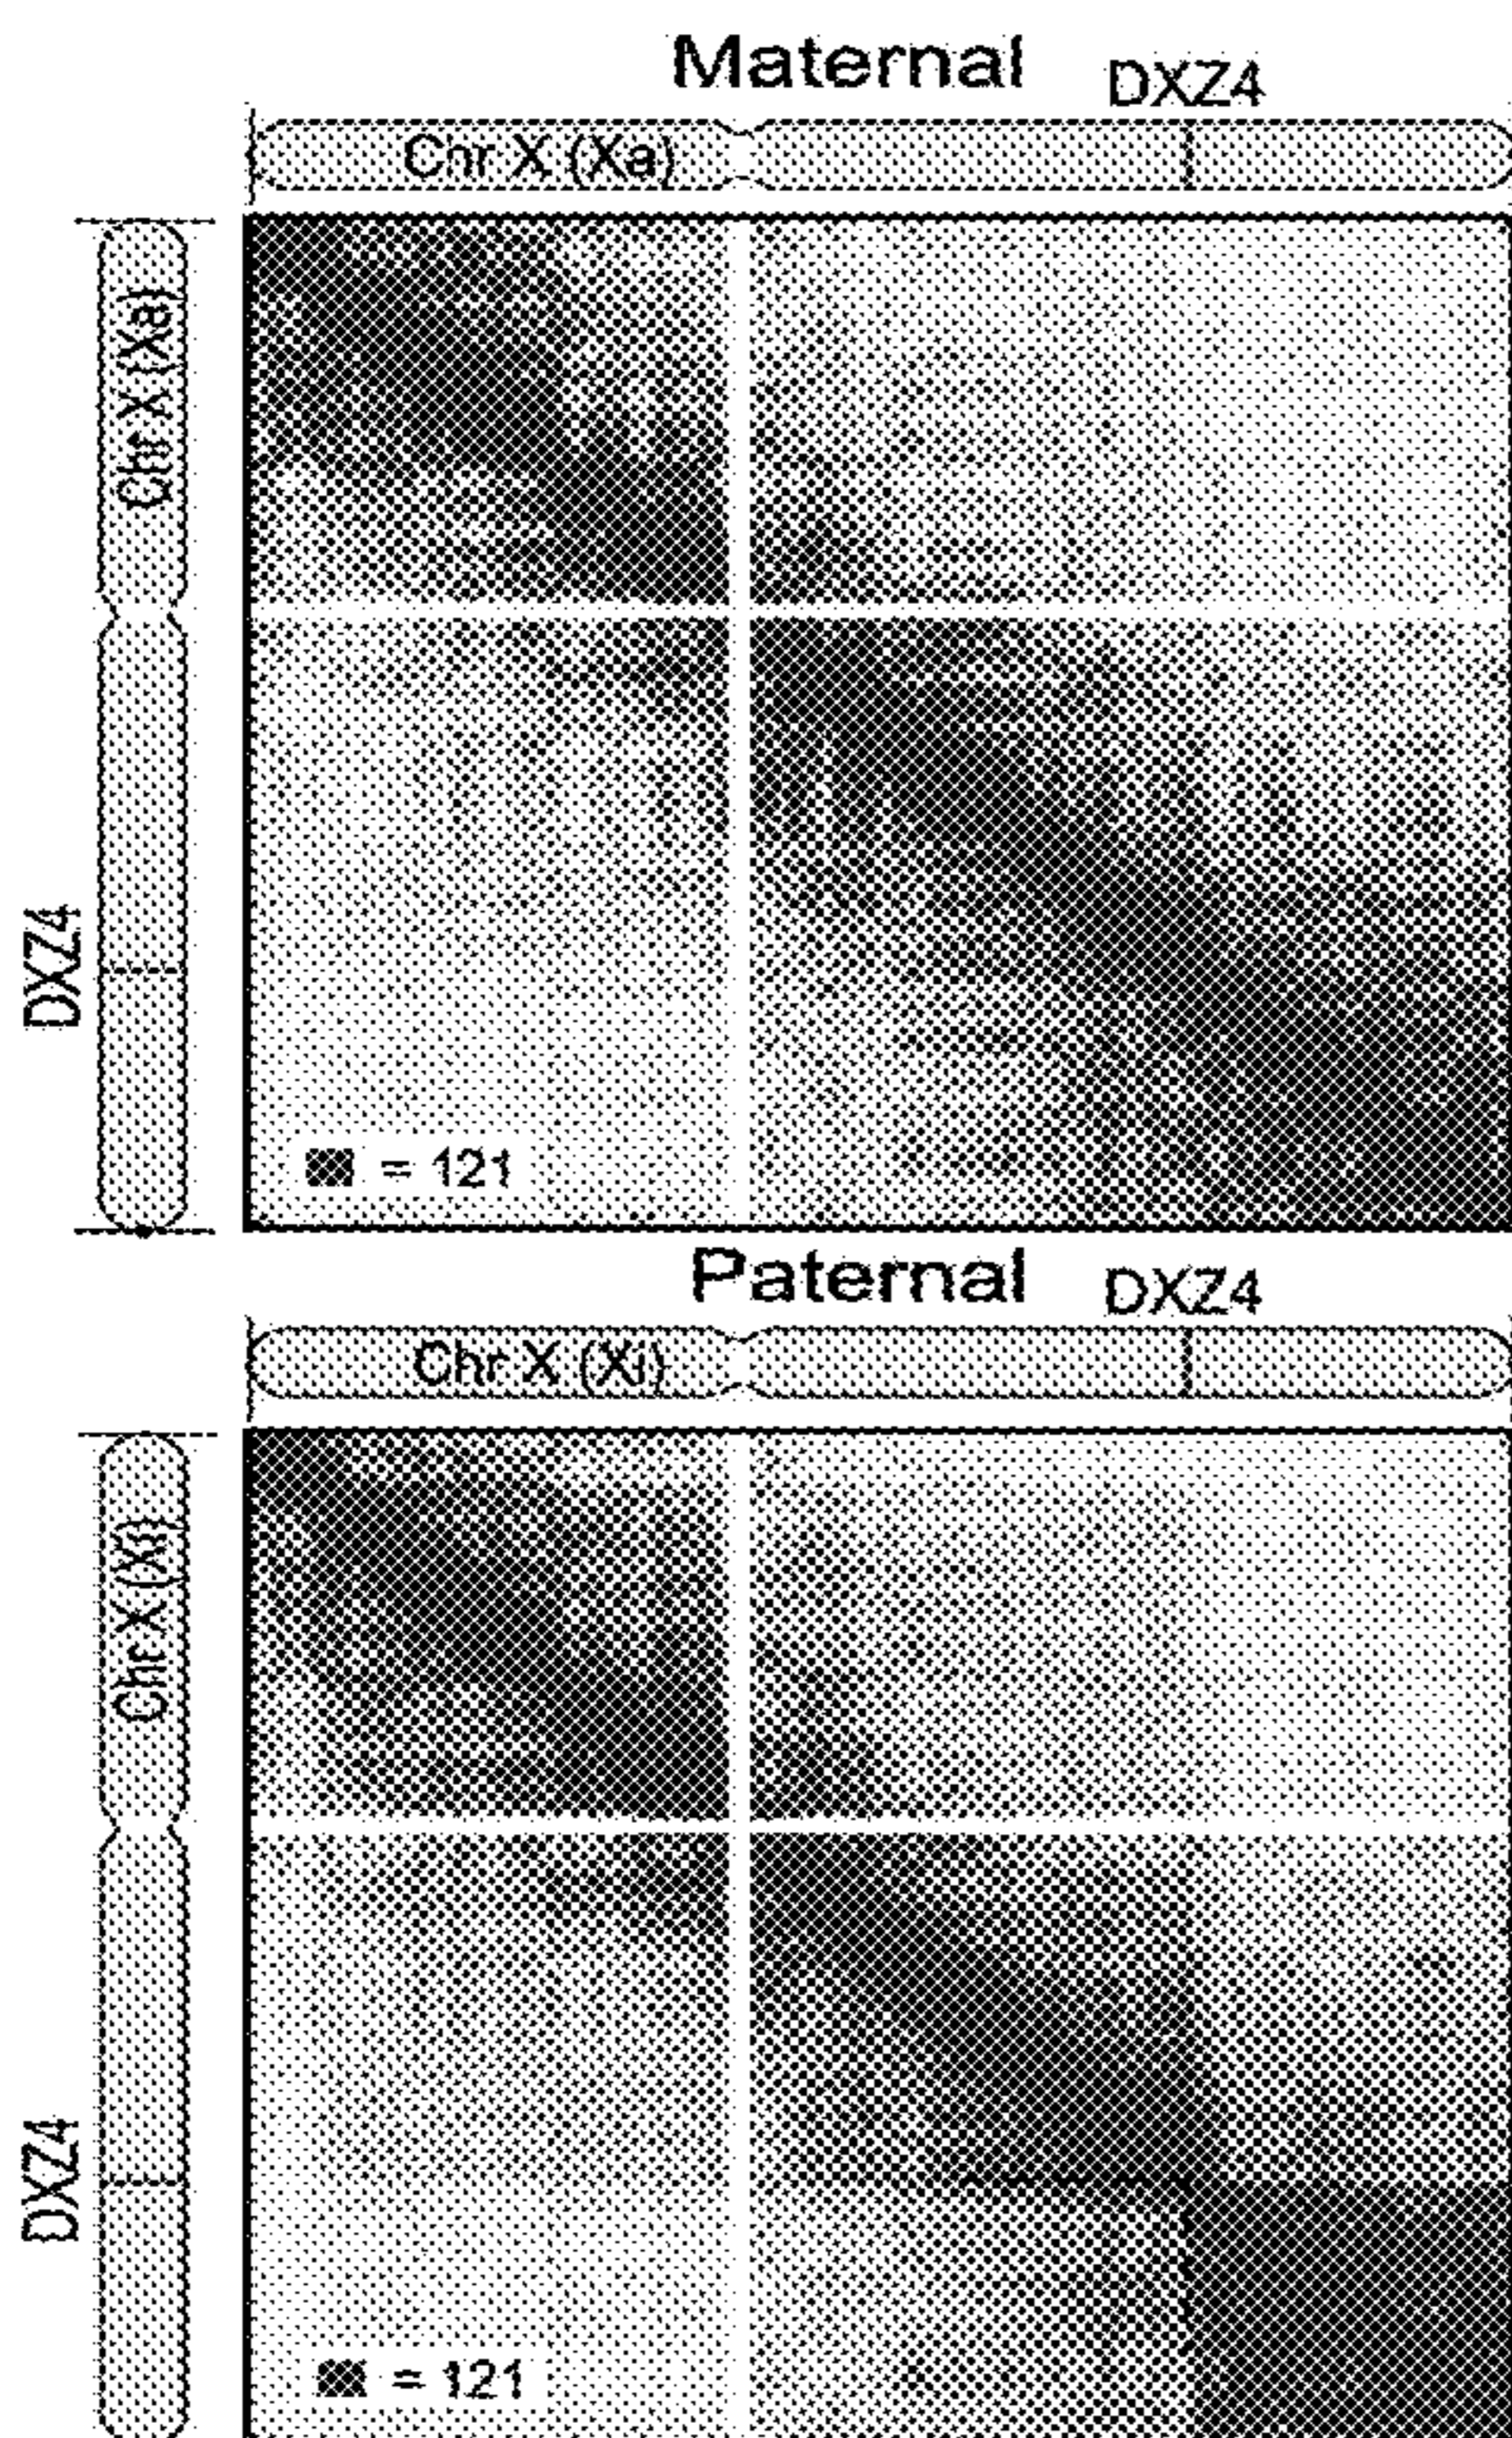 Maternal
DXZ4
Chr X (Xa)
Chr X (Xa)
DXZ4
= 121
Paternal
DXZ4
Chr X (Xi)
Chr X (Xi)
DXZ4
= 121